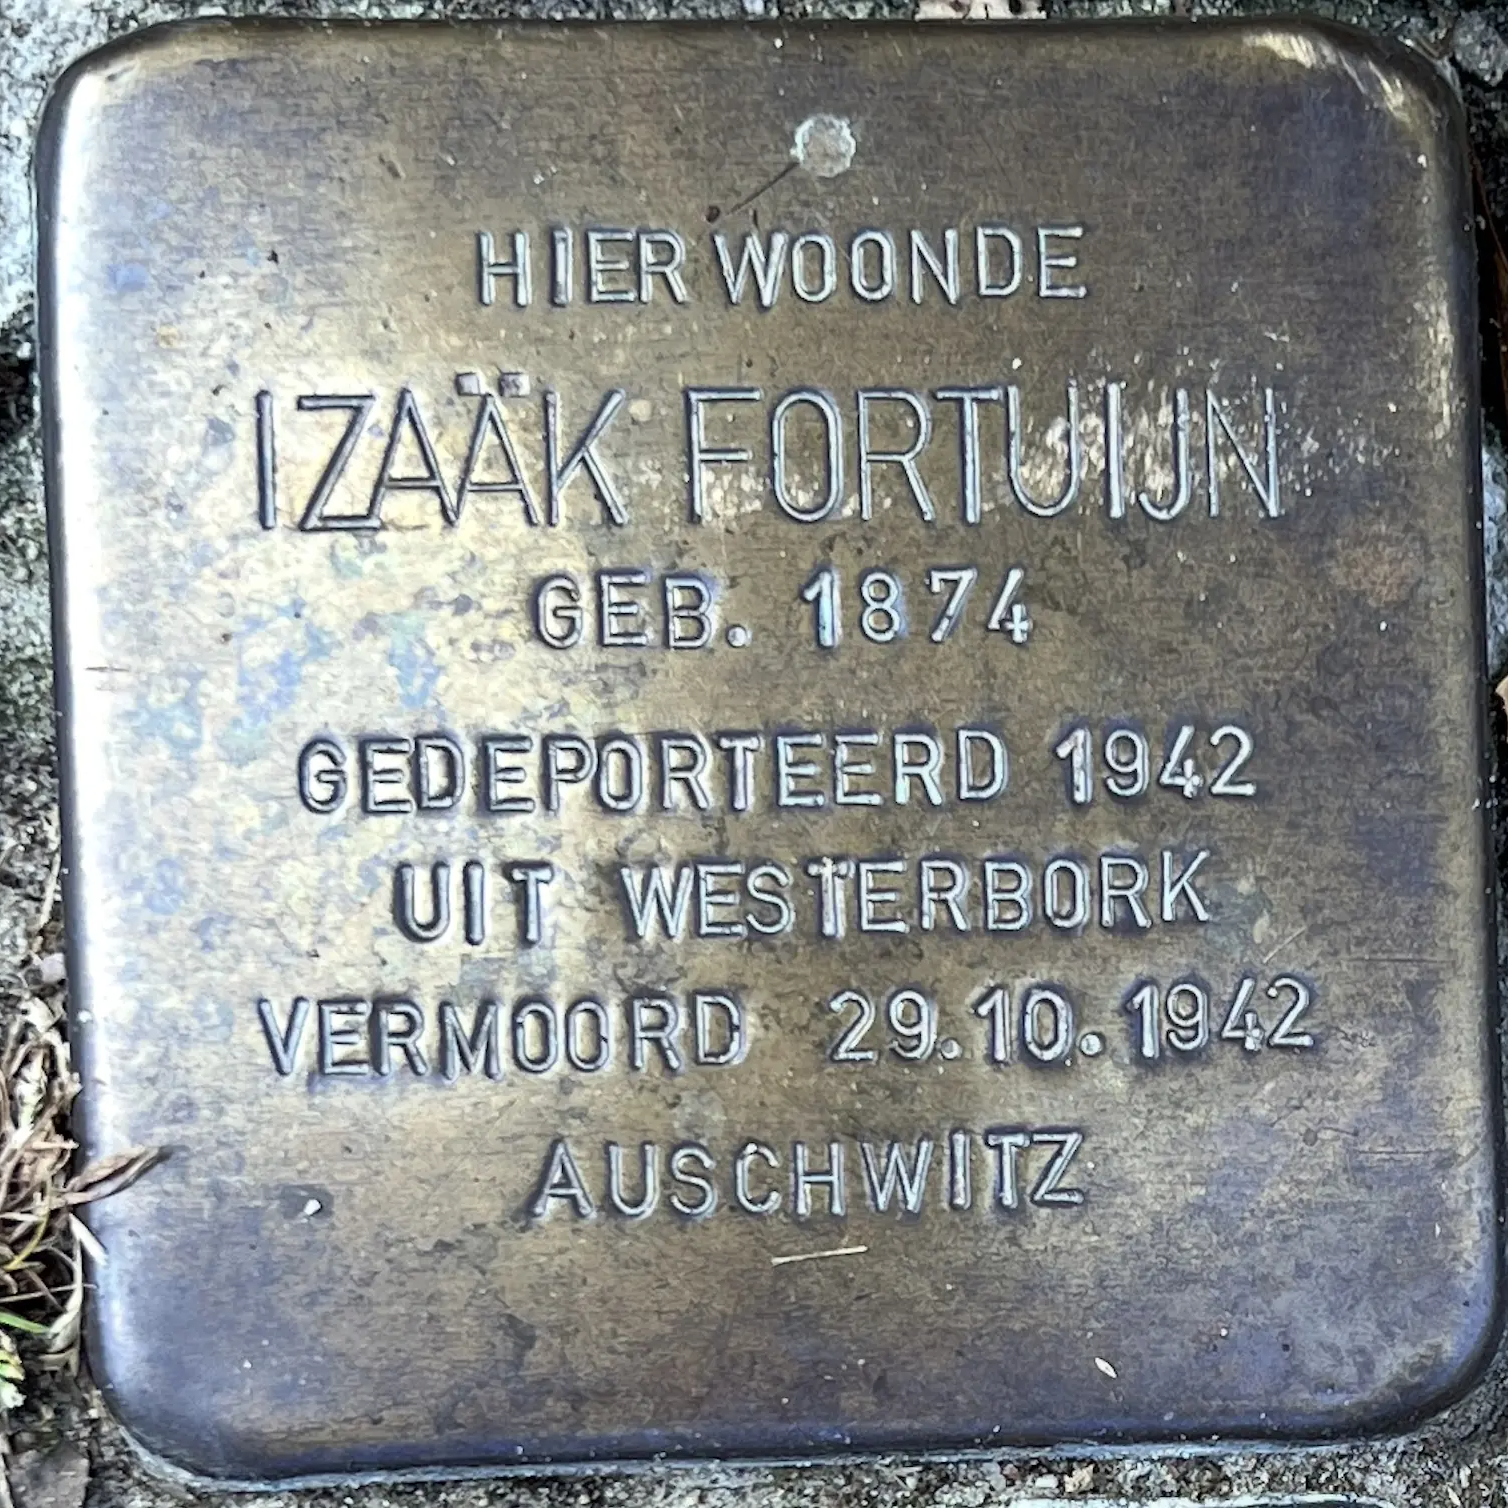 HIER WOONDE
IZAÄK FORTUIJN
GEB. 1874
GEDEPORTEERD 1942
UIT WESTERBORK
VERMOORD 29.10.1942
AUSCHWITZ